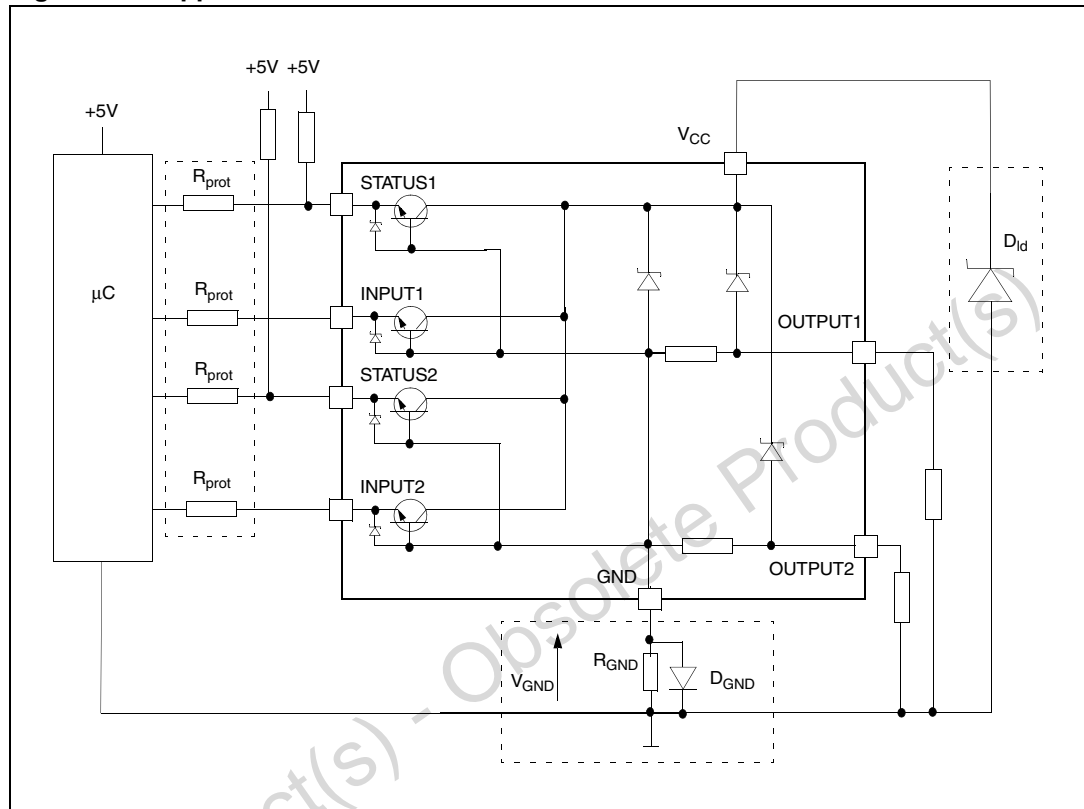 +5V +5V
+5V
VCC
Rprot
STATUS1
Dld
μC
Rprot
INPUT1
OUTPUT1
Rprot
STATUS2
Rprot
INPUT2
GND
OUTPUT2
RGND
VGND
DGND
ct(s) - Obsolete Product(s)